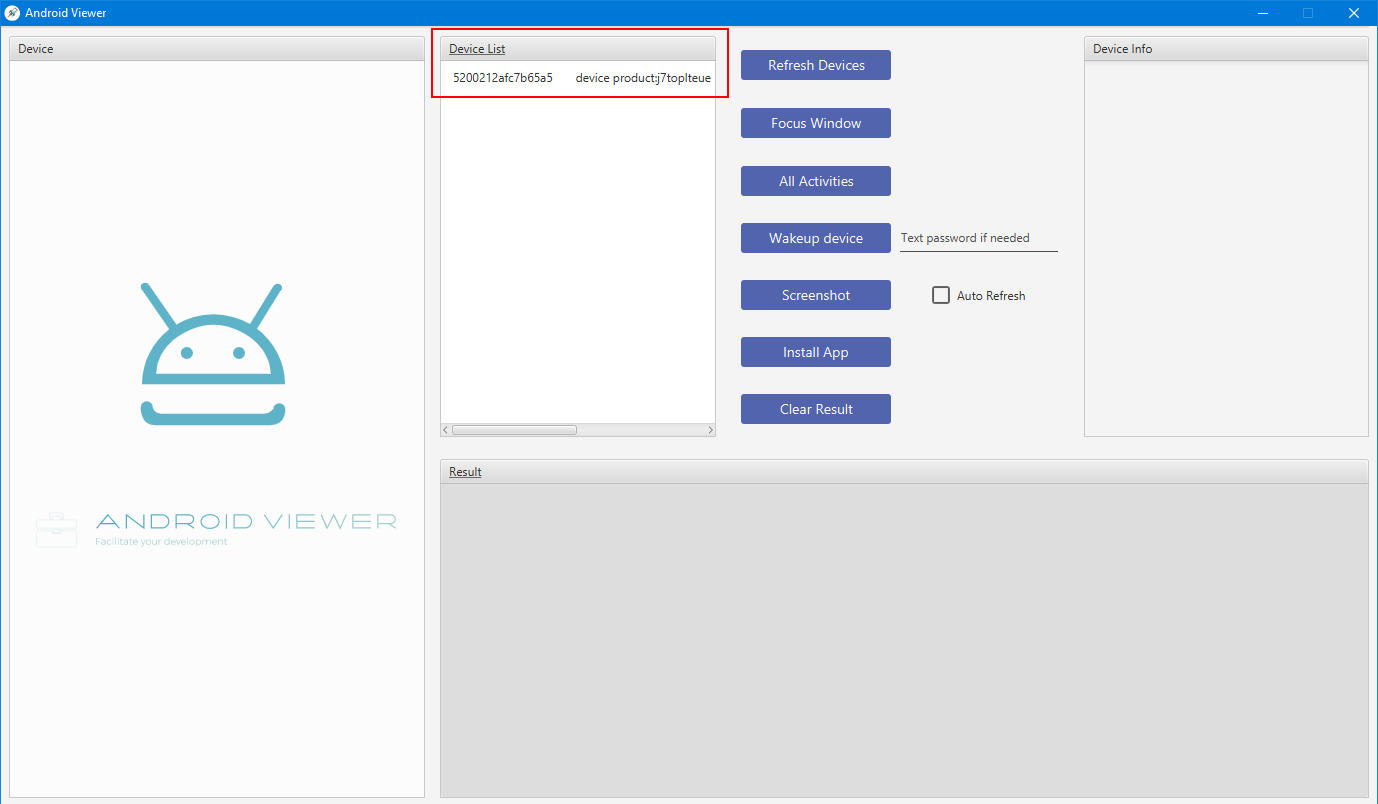 Android Viewer
Device
Device List
5200212afc7b65a5 device product:j7toplteue
Refresh Devices
Focus Window
All Activities
Wakeup device
Text password if needed
Screenshot
Auto Refresh
Install App
Clear Result
Device Info
ANDROID VIEWER
Facilitate your development
Result